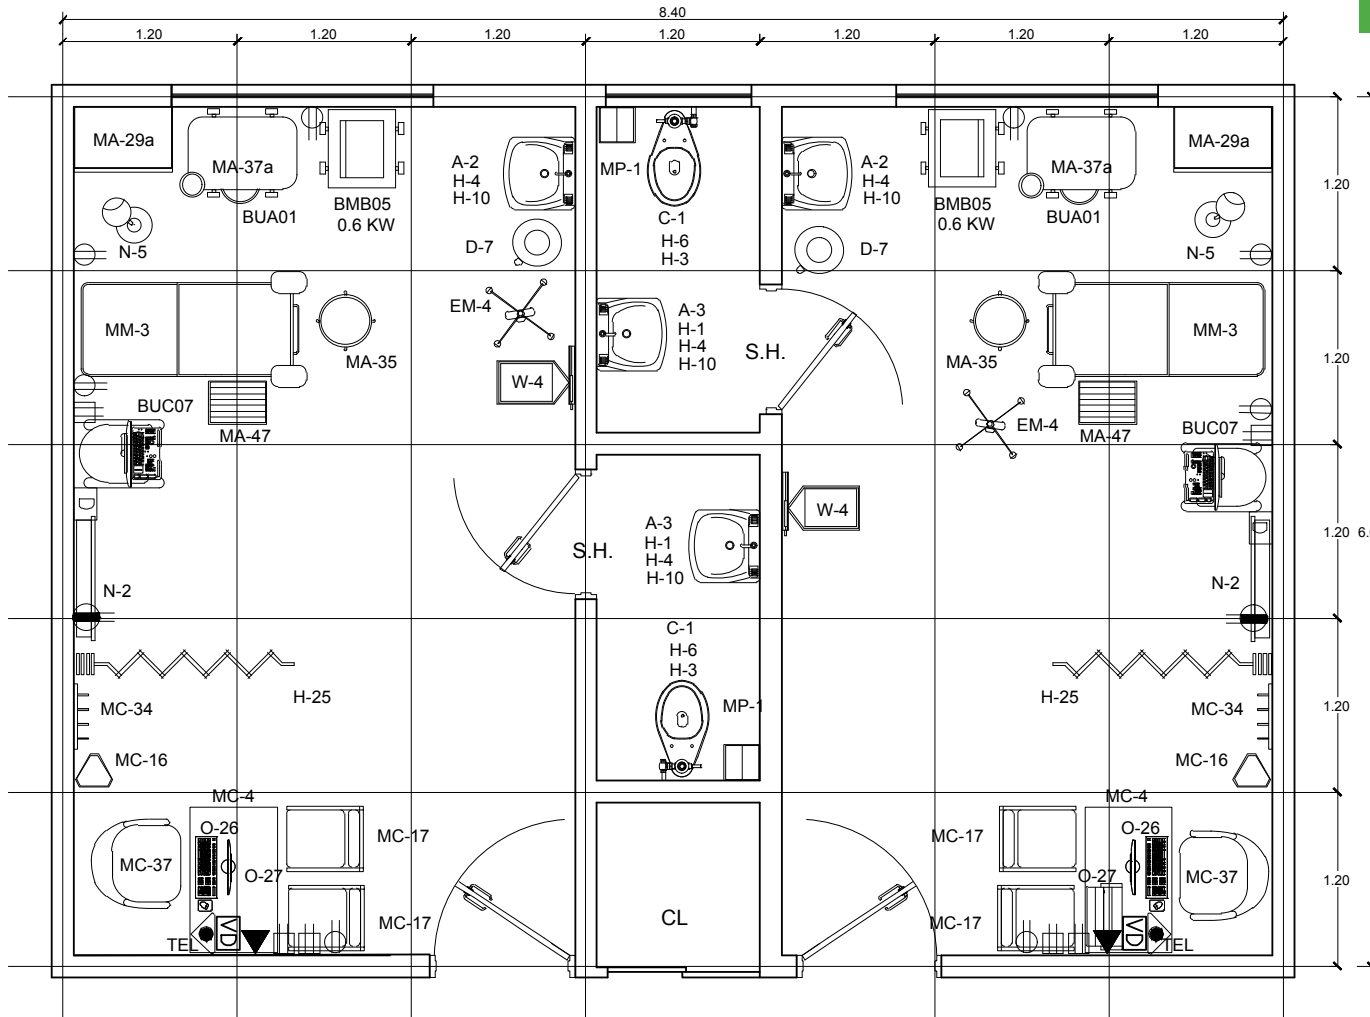 8.40
1.20 1.20 1.20 1.20 1.20 1.20 1.20
MA-29a
MA-37a
BUA01
BMB05
0.6 KW
A-2
H-4
H-10
MP-1
C-1
H-6
H-3
A-2
H-4
H-10
BMB05
0.6 KW
MA-37a
BUA01
MA-29a
1.20
N-5
D-7
D-7
N-5
MM-3
MA-35
EM-4
W-4
A-3
H-1
H-4
H-10
S.H.
MA-35
MM-3
1.20
BUC07
MA-47
EM-4
MA-47
BUC07
N-2
S.H.
A-3
H-1
H-4
H-10
W-4
N-2
1.20
H-25
MC-34
MC-16
C-1
H-6
H-3
MP-1
H-25
MC-34
MC-16
1.20
MC-4
O-26
MC-37
O-27
MC-17
MC-17
TEL
VD
CL
MC-4
MC-17
O-26
O-27
MC-37
MC-17
VD
TEL
1.20